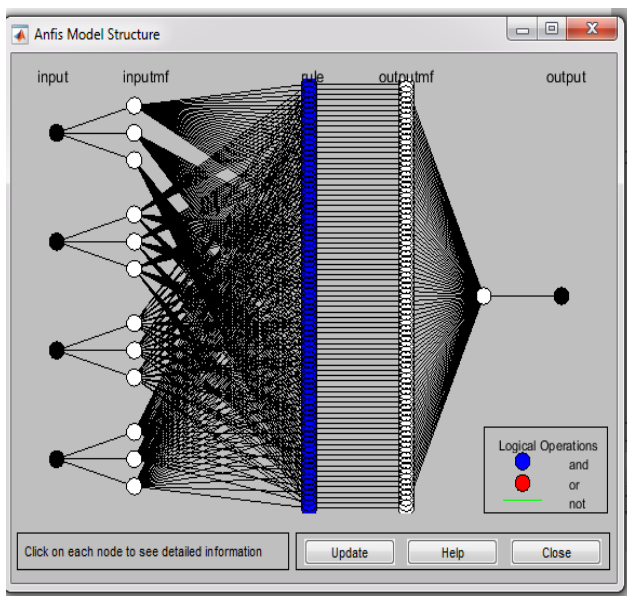 Anfis Model Structure
input inputmf rule outputmf output
Logical Operations
and
or
not
Click on each node to see detailed information
Update Help Close